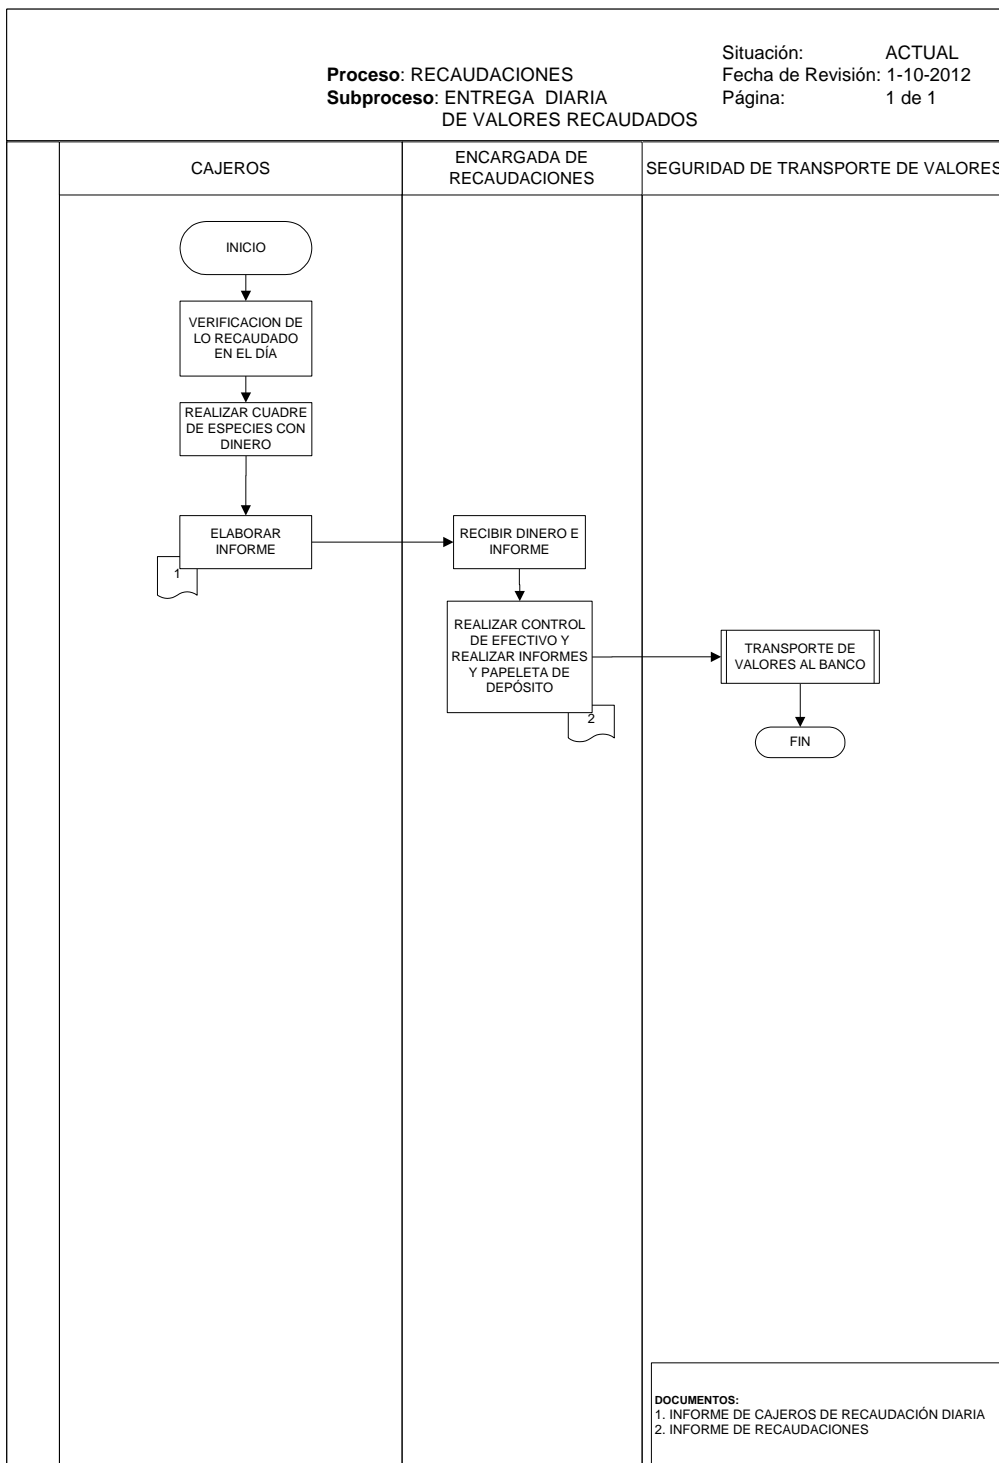 Proceso: RECAUDACIONES
Subproceso: ENTREGA DIARIA
DE VALORES RECAUDADOS
Situación: ACTUAL
Fecha de Revisión: 1-10-2012
Página: 1 de 1
CAJEROS
ENCARGADA DE
RECAUDACIONES
SEGURIDAD DE TRANSPORTE DE VALORES
INICIO
VERIFICACION DE
LO RECAUDADO
EN EL DÍA
REALIZAR CUADRE
DE ESPECIES CON
DINERO
ELABORAR
INFORME
1
RECIBIR DINERO E
INFORME
REALIZAR CONTROL
DE EFECTIVO Y
REALIZAR INFORMES
Y PAPELETA DE
DEPÓSITO
2
TRANSPORTE DE
VALORES AL BANCO
FIN
DOCUMENTOS:
1. INFORME DE CAJEROS DE RECAUDACIÓN DIARIA
2. INFORME DE RECAUDACIONES